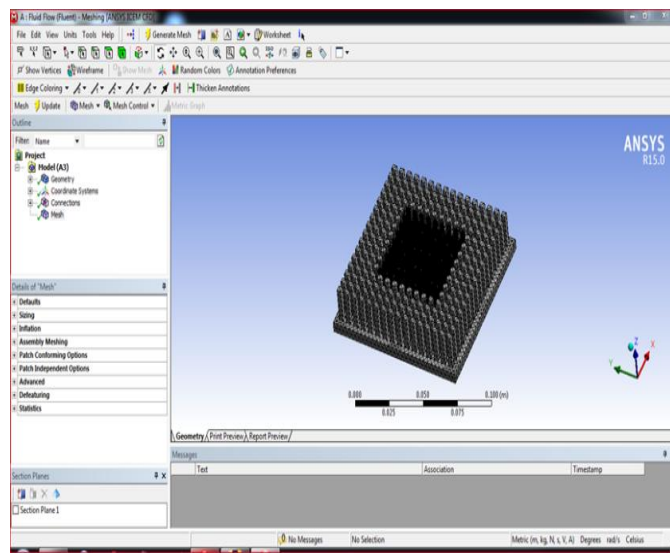 A : Fluid Flow (Fluent) - Meshing [ANSYS ICEM CFD]
File Edit View Units Tools Help Generate Mesh Worksheet
Show Vertices Wireframe Show Mesh Random Colors Annotation Preferences
Edge Coloring Thicken Annotations
Mesh Update Mesh Mesh Control Metric Graph
Outline
Filter: Name
Project
Model (A3)
Geometry
Coordinate Systems
Connections
Mesh
Details of "Mesh"
Defaults
Sizing
Inflation
Assembly Meshing
Patch Conforming Options
Patch Independent Options
Advanced
Defeaturing
Statistics
Section Planes
Section Plane 1
ANSYS
R15.0
Z
X
Y
0.000 0.050 0.100 (m)
0.025 0.075
Geometry Print Preview Report Preview
Messages
Text Association Timestamp
No Messages No Selection Metric (m, kg, N, s, V, A) Degrees rad/s Celsius